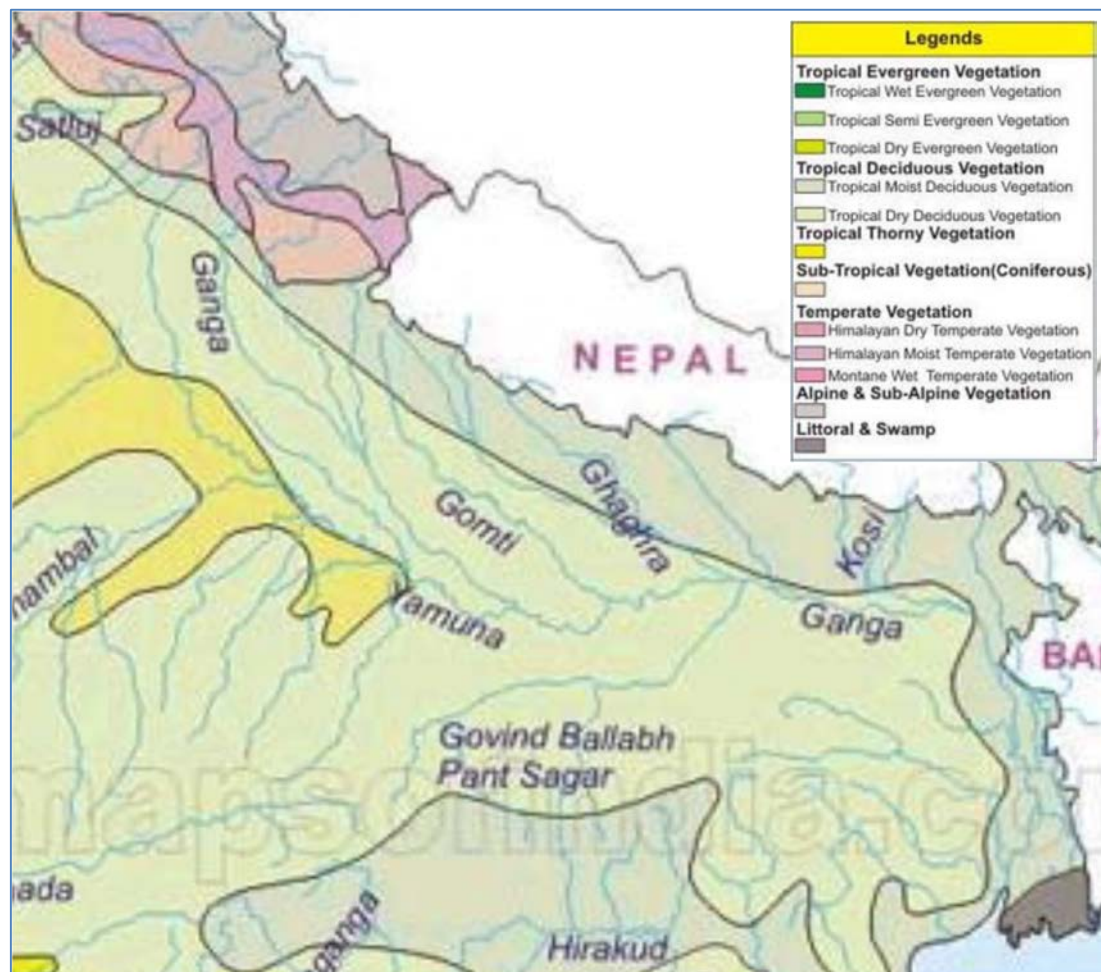 Legends
Tropical Evergreen Vegetation
Tropical Wet Evergreen Vegetation
Tropical Semi Evergreen Vegetation
Tropical Dry Evergreen Vegetation
Tropical Deciduous Vegetation
Tropical Moist Deciduous Vegetation
Tropical Dry Deciduous Vegetation
Tropical Thorny Vegetation
Sub-Tropical Vegetation(Coniferous)
Temperate Vegetation
Himalayan Dry Temperate Vegetation
Himalayan Moist Temperate Vegetation
Montane Wet Temperate Vegetation
Alpine & Sub-Alpine Vegetation
Littoral & Swamp
Satluj
Ganga
NEPAL
Ghaghra
Gomti
Kosi
hambal
Yamuna
Ganga
BA
Govind Ballabh
Pant Sagar
mapsofindia.co
ada
ganga
Hirakud